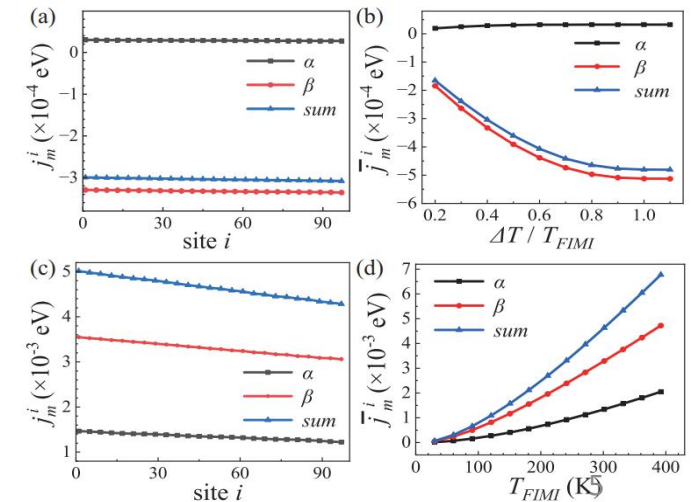 (a)
j_m^i (×10⁻⁴ eV)
0
−1
−2
−3
α
β
sum
0 30 60 90
site i
(b)
j̅_m^i (×10⁻⁴ eV)
1
0
−1
−2
−3
−4
−5
−6
α
β
sum
0.2 0.4 0.6 0.8 1.0
ΔT / T_FIMI
(c)
j_m^i (×10⁻³ eV)
5
4
3
2
1
α
β
sum
0 30 60 90
site i
(d)
j̅_m^i (×10⁻³ eV)
7
6
5
4
3
2
1
0
α
β
sum
0 100 200 300 400
T_FIMI (K)
5